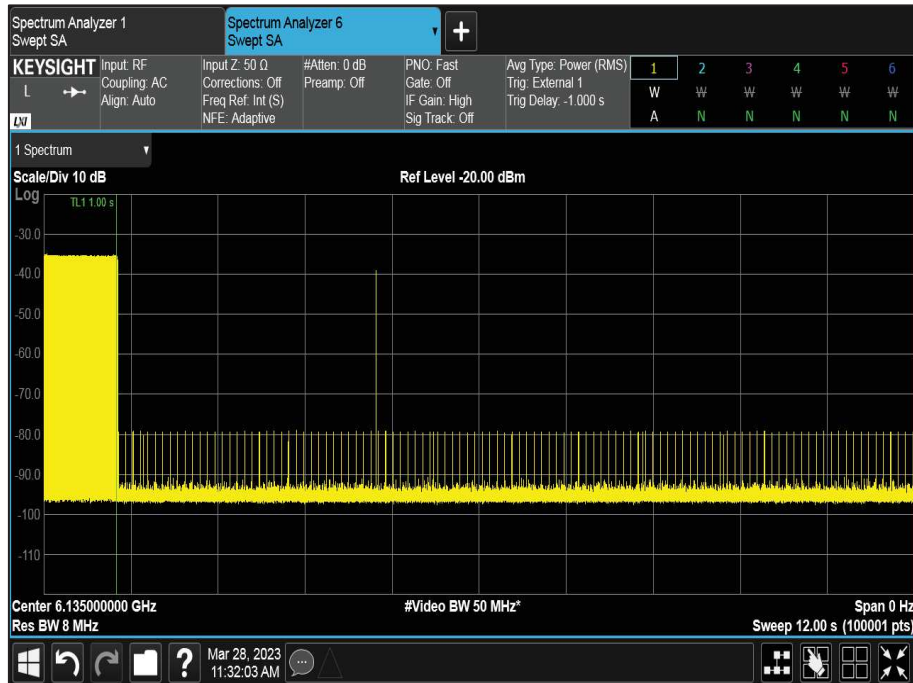 Spectrum Analyzer 1
Swept SA
Spectrum Analyzer 6
Swept SA
KEYSIGHT
L
LXI
Input: RF
Coupling: AC
Align: Auto
Input Z: 50 Ω
Corrections: Off
Freq Ref: Int (S)
NFE: Adaptive
#Atten: 0 dB
Preamp: Off
PNO: Fast
Gate: Off
IF Gain: High
Sig Track: Off
Avg Type: Power (RMS)
Trig: External 1
Trig Delay: -1.000 s
1 2 3 4 5 6
W W W W W W
A N N N N N
1 Spectrum
Scale/Div 10 dB
Ref Level -20.00 dBm
Log
TL1 1.00 s
-30.0
-40.0
-50.0
-60.0
-70.0
-80.0
-90.0
-100
-110
Center 6.135000000 GHz
#Video BW 50 MHz*
Span 0 Hz
Res BW 8 MHz
Sweep 12.00 s (100001 pts)
?
Mar 28, 2023
11:32:03 AM